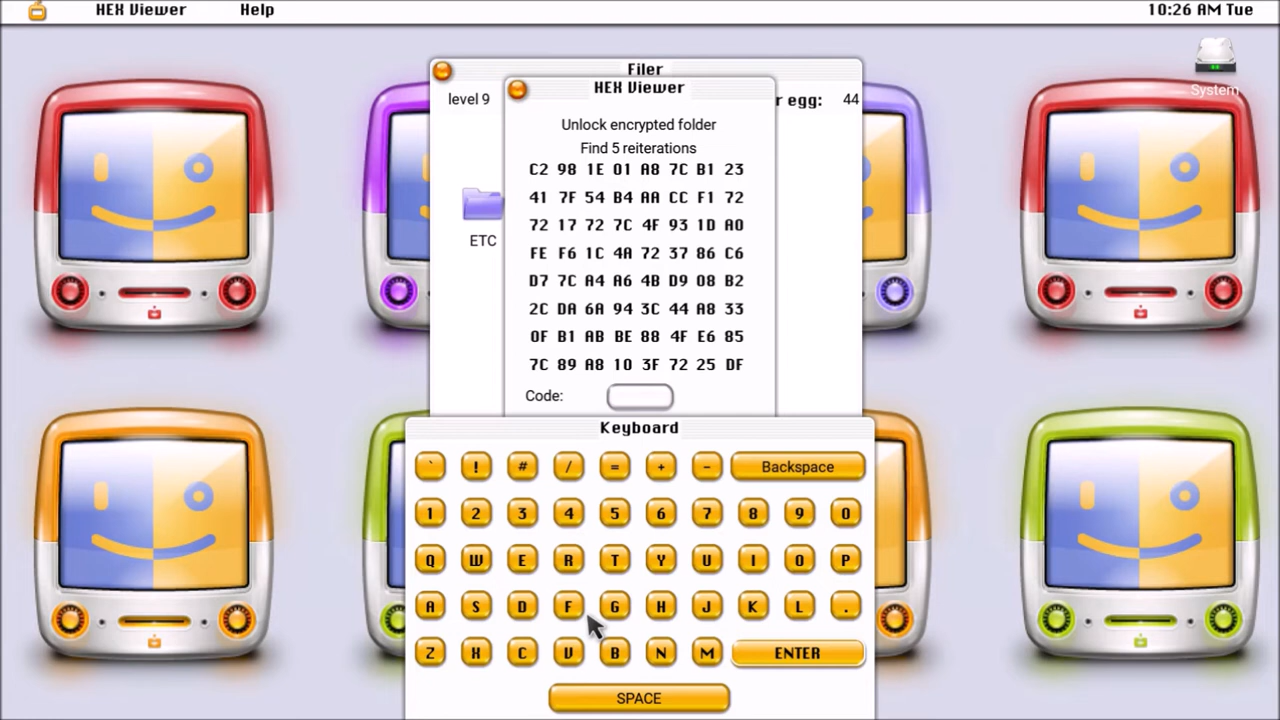 HEX Viewer Help 10:26 AM Tue
System
Filer
level 9 r egg: 44
ETC
HEX Viewer
Unlock encrypted folder
Find 5 reiterations
C2 98 1E 01 A8 7C B1 23
41 7F 54 B4 AA CC F1 72
72 17 72 7C 4F 93 1D A0
FE F6 1C 4A 72 37 86 C6
D7 7C A4 A6 4B D9 08 B2
2C DA 6A 94 3C 44 A8 33
0F B1 AB BE 88 4F E6 85
7C 89 A8 10 3F 72 25 DF
Code:
Keyboard
` ! # / = + - Backspace
1 2 3 4 5 6 7 8 9 0
Q W E R T Y U I O P
A S D F G H J K L .
Z X C V B N M ENTER
SPACE